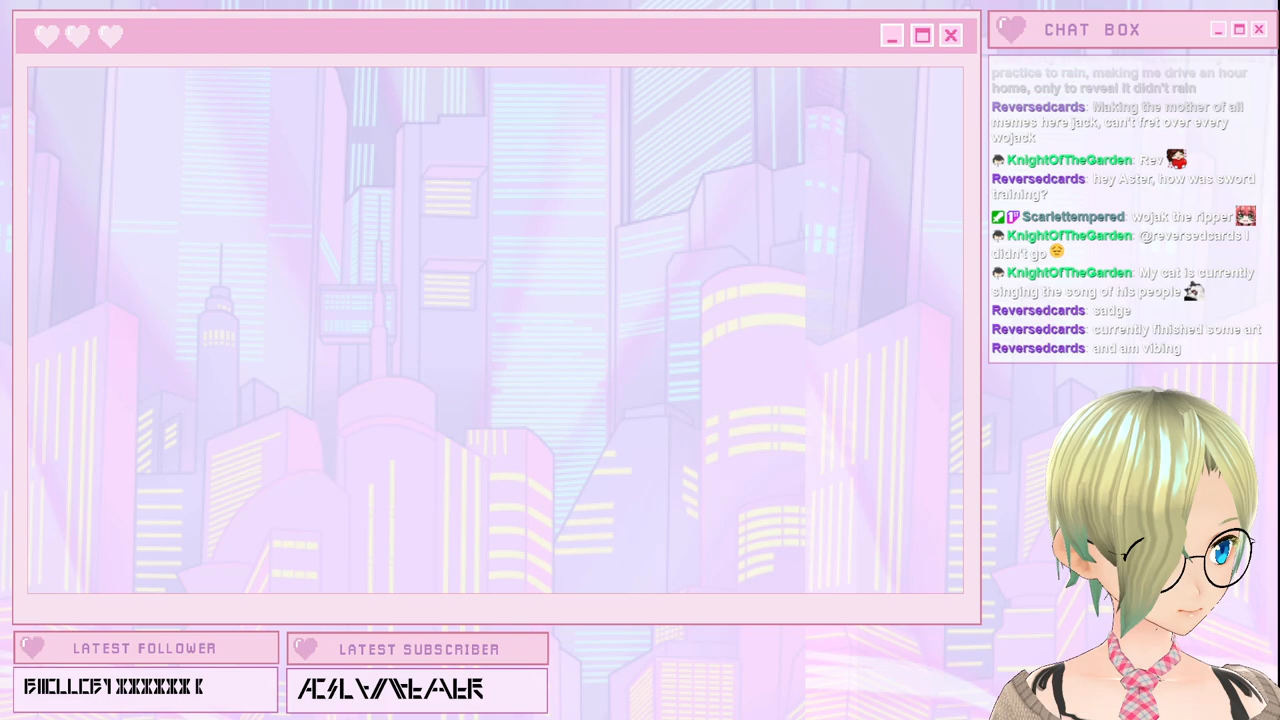 CHAT BOX
practice to rain, making me drive an hour
home, only to reveal it didn't rain
Reversedcards: Making the mother of all
memes here jack, can't fret over every
wojack
KnightOfTheGarden: Rev
Reversedcards: hey Aster, how was sword
training?
Scarlettempered: wojak the ripper
KnightOfTheGarden: @reversedcards I
didn't go
KnightOfTheGarden: My cat is currently
singing the song of his people
Reversedcards: sadge
Reversedcards: currently finished some art
Reversedcards: and am vibing
LATEST FOLLOWER
LATEST SUBSCRIBER